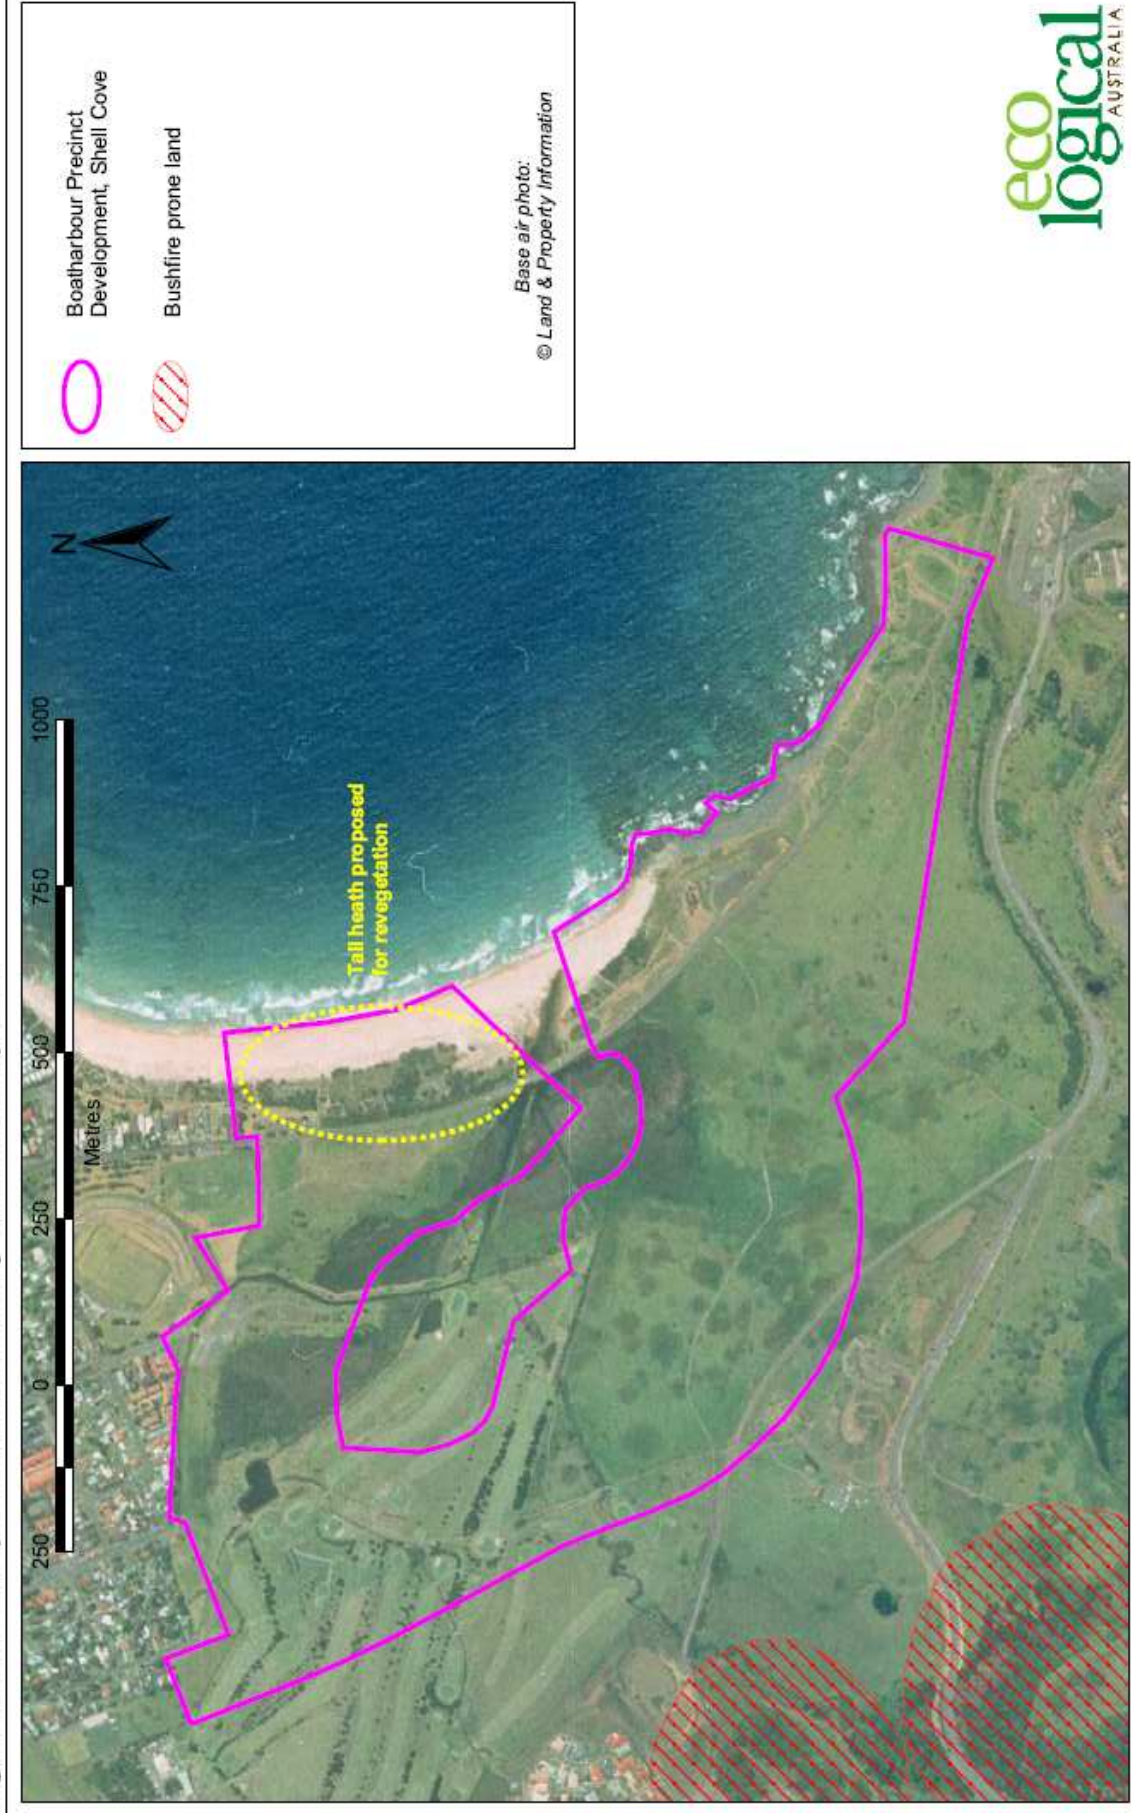 N
250 0 250 500 750 1000
Metres
Tall heath proposed
for revegetation
Boatharbour Precinct
Development, Shell Cove
Bushfire prone land
Base air photo:
© Land & Property Information
eco
logical
AUSTRALIA